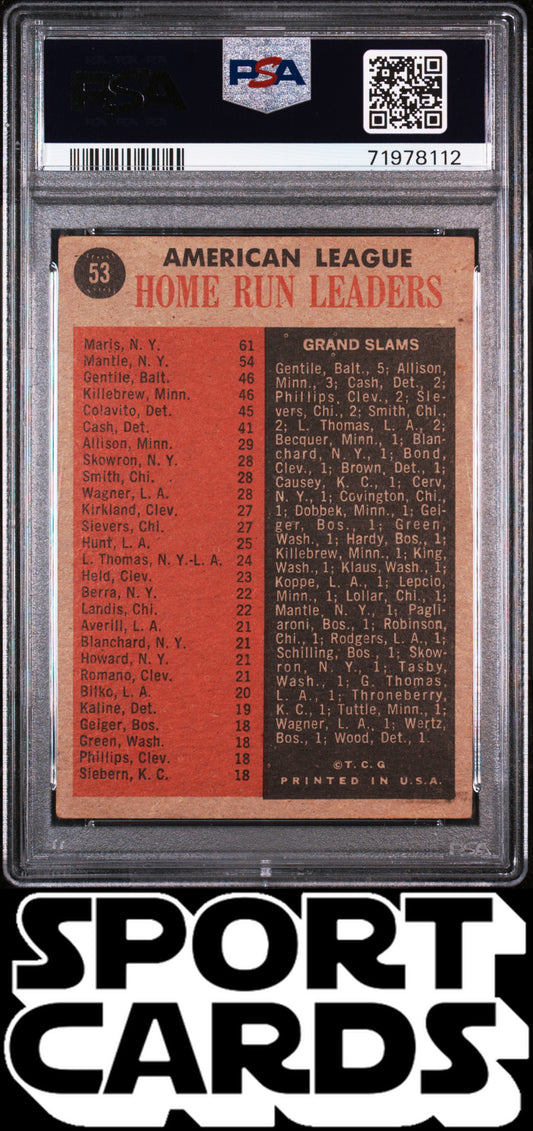 PSA
PSA
71978112
53
AMERICAN LEAGUE
HOME RUN LEADERS
Maris, N. Y. 61
Mantle, N. Y. 54
Gentile, Balt. 46
Killebrew, Minn. 46
Colavito, Det. 45
Cash, Det. 41
Allison, Minn. 29
Skowron, N. Y. 28
Smith, Chi. 28
Wagner, L. A. 28
Kirkland, Clev. 27
Sievers, Chi. 27
Hunt, L. A. 25
L. Thomas, N. Y.-L. A. 24
Held, Clev. 23
Berra, N. Y. 22
Landis, Chi. 22
Averill, L. A. 21
Blanchard, N. Y. 21
Howard, N. Y. 21
Romano, Clev. 21
Bilko, L. A. 20
Kaline, Det. 19
Geiger, Bos. 18
Green, Wash. 18
Phillips, Clev. 18
Siebern, K. C. 18
GRAND SLAMS
Gentile, Balt., 5; Allison,
Minn., 3; Cash, Det., 2;
Phillips, Clev., 2; Sie-
vers, Chi., 2; Smith, Chi.,
2; L. Thomas, L. A., 2;
Becquer, Minn., 1; Blan-
chard, N. Y., 1; Bond,
Clev., 1; Brown, Det., 1;
Causey, K. C., 1; Cerv,
N. Y., 1; Covington, Chi.,
1; Dobbek, Minn., 1; Gei-
ger, Bos., 1; Green,
Wash., 1; Hardy, Bos., 1;
Killebrew, Minn., 1; King,
Wash., 1; Klaus, Wash., 1;
Koppe, L. A., 1; Lepcio,
Minn., 1; Lollar, Chi., 1;
Mantle, N. Y., 1; Pagli-
aroni, Bos., 1; Robinson,
Chi., 1; Rodgers, L. A., 1;
Schilling, Bos., 1; Skow-
ron, N. Y., 1; Tasby,
Wash., 1; G. Thomas,
L. A., 1; Throneberry,
K. C., 1; Tuttle, Minn., 1;
Wagner, L. A., 1; Wertz,
Bos., 1; Wood, Det., 1.
©T. C. G
PRINTED IN U.S.A.
PSA
SPORT
CARDS